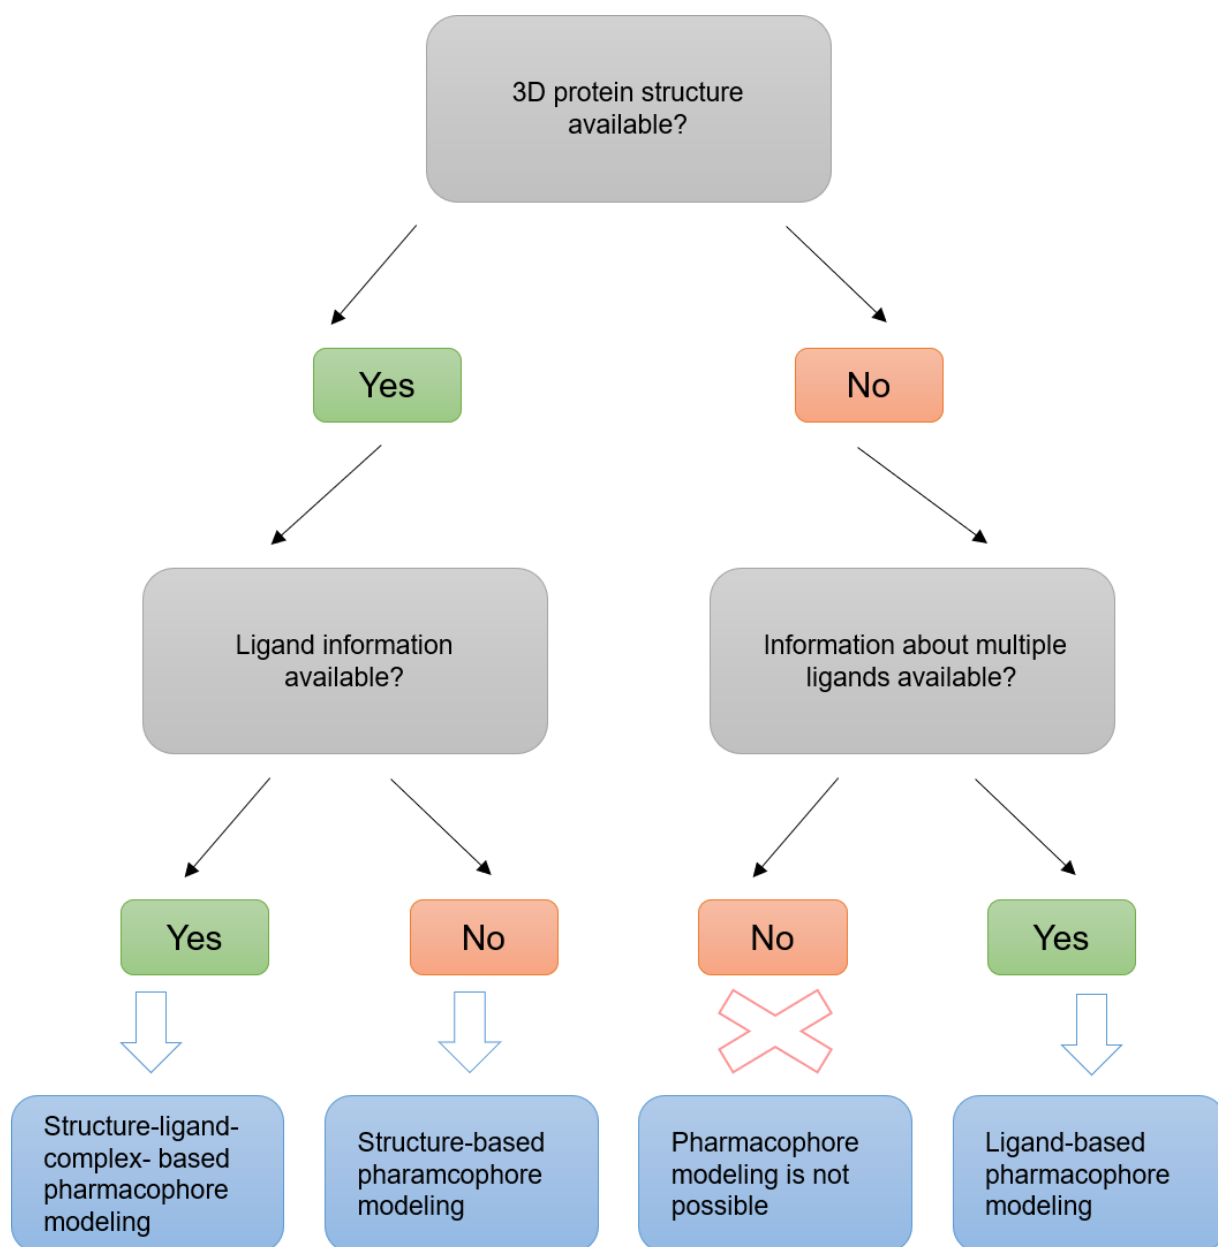 3D protein structure
available?
Yes
No
Ligand information
available?
Information about multiple
ligands available?
Yes
No
No
Yes
Structure-ligand-
complex- based
pharmacophore
modeling
Structure-based
pharamcophore
modeling
Pharmacophore
modeling is not
possible
Ligand-based
pharmacophore
modeling